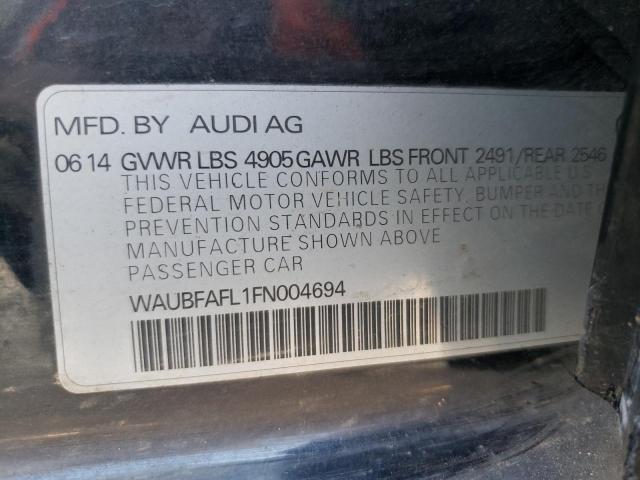 MFD. BY AUDI AG
06 14 GVWR LBS 4905 GAWR LBS FRONT 2491/REAR 2546
THIS VEHICLE CONFORMS TO ALL APPLICABLE U.S
FEDERAL MOTOR VEHICLE SAFETY, BUMPER AND TH
PREVENTION STANDARDS IN EFFECT ON THE DATE
MANUFACTURE SHOWN ABOVE
PASSENGER CAR
WAUBFAFL1FN004694